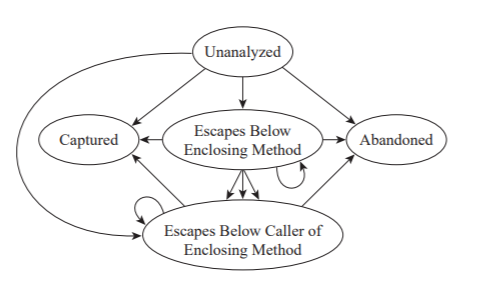 Unanalyzed
Captured
Escapes Below
Enclosing Method
Abandoned
Escapes Below Caller of
Enclosing Method